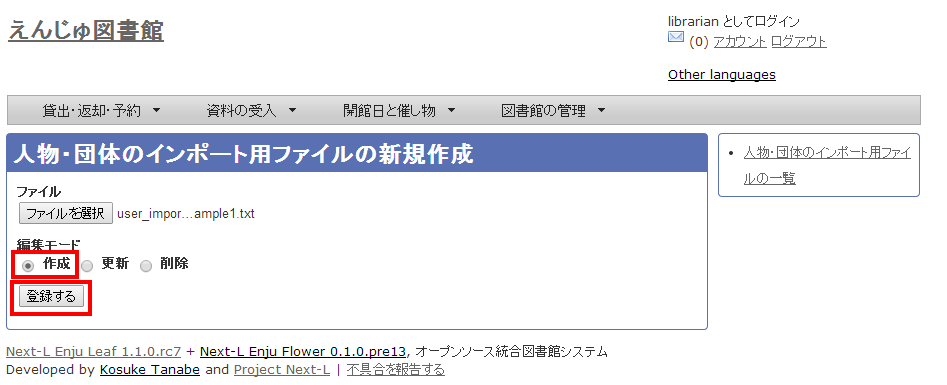 えんじゅ図書館
librarian としてログイン
(0) アカウント ログアウト
Other languages
貸出・返却・予約 資料の受入 開館日と催し物 図書館の管理
人物・団体のインポート用ファイルの新規作成
ファイル
ファイルを選択 user_impor...ample1.txt
編集モード
作成 更新 削除
登録する
人物・団体のインポート用ファイ
ルの一覧
Next-L Enju Leaf 1.1.0.rc7 + Next-L Enju Flower 0.1.0.pre13, オープンソース統合図書館システム
Developed by Kosuke Tanabe and Project Next-L | 不具合を報告する